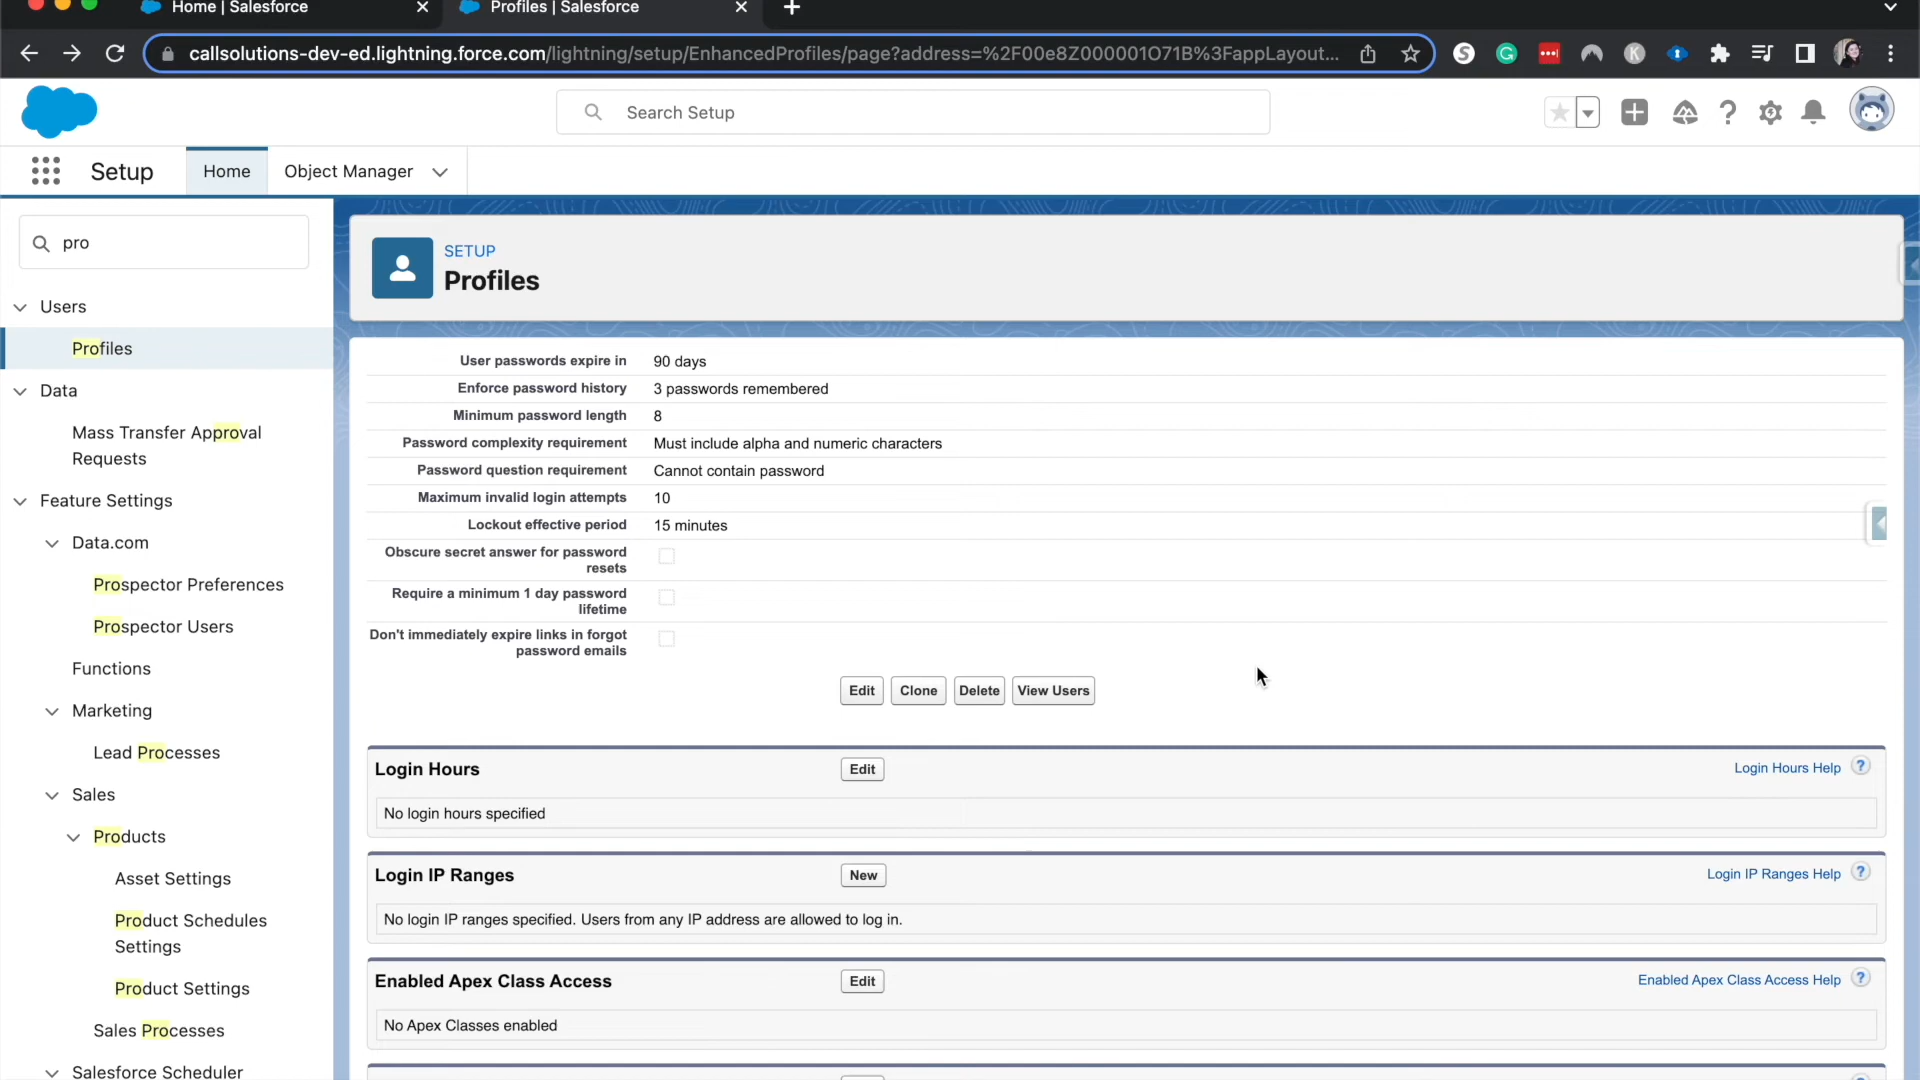 Home | Salesforce
Profiles | Salesforce
callsolutions-dev-ed.lightning.force.com/lightning/setup/EnhancedProfiles/page?address=%2F00e8Z000001O71B%3FappLayout...
Search Setup
Setup
Home
Object Manager
pro
Users
Profiles
Data
Mass Transfer Approval
Requests
Feature Settings
Data.com
Prospector Preferences
Prospector Users
Functions
Marketing
Lead Processes
Sales
Products
Asset Settings
Product Schedules
Settings
Product Settings
Sales Processes
Salesforce Scheduler
SETUP
Profiles
User passwords expire in 90 days
Enforce password history 3 passwords remembered
Minimum password length 8
Password complexity requirement Must include alpha and numeric characters
Password question requirement Cannot contain password
Maximum invalid login attempts 10
Lockout effective period 15 minutes
Obscure secret answer for password
resets
Require a minimum 1 day password
lifetime
Don't immediately expire links in forgot
password emails
Edit Clone Delete View Users
Login Hours Edit Login Hours Help ?
No login hours specified
Login IP Ranges New Login IP Ranges Help ?
No login IP ranges specified. Users from any IP address are allowed to log in.
Enabled Apex Class Access Edit Enabled Apex Class Access Help ?
No Apex Classes enabled